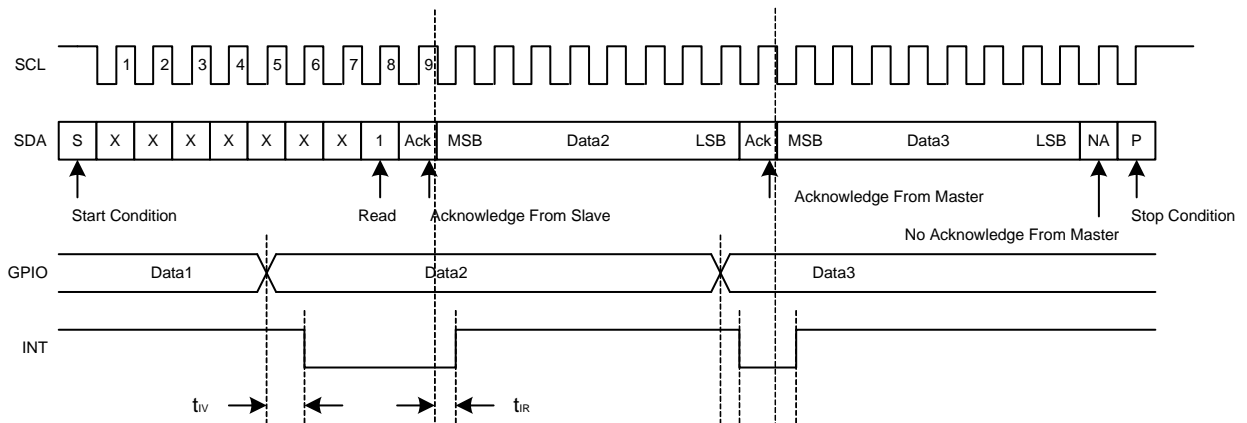 SCL 1 2 3 4 5 6 7 8 9
SDA S X X X X X X X 1 Ack MSB Data2 LSB Ack MSB Data3 LSB NA P
Acknowledge From Master
Start Condition Read Acknowledge From Slave Stop Condition
No Acknowledge From Master
GPIO Data1 Data2 Data3
INT
tIV tIR